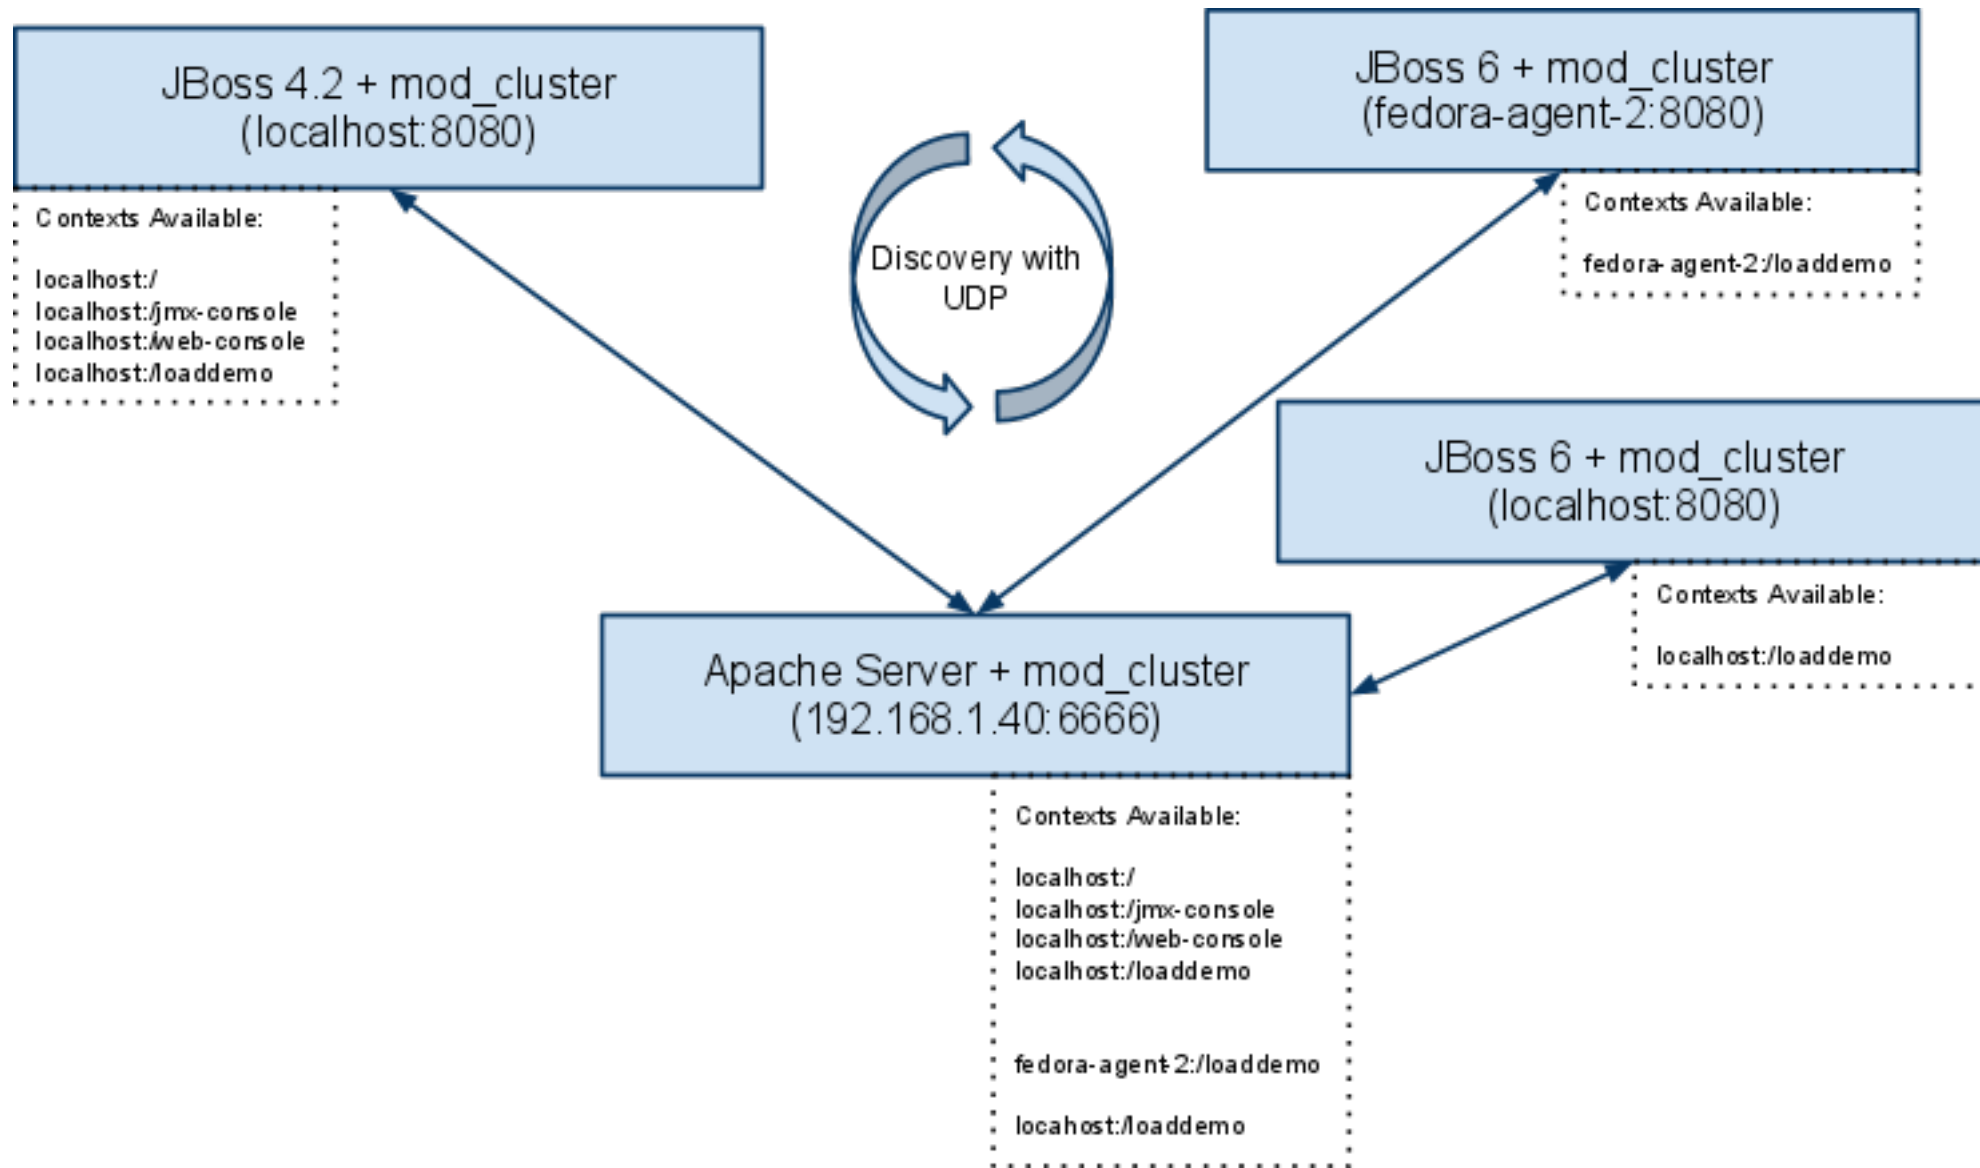 JBoss 4.2 + mod_cluster
(localhost:8080)
Contexts Available:
localhost:/
localhost:/jmx-console
localhost:/web-console
localhost:/loaddemo
Discovery with
UDP
JBoss 6 + mod_cluster
(fedora-agent-2:8080)
Contexts Available:
fedora-agent-2:/loaddemo
JBoss 6 + mod_cluster
(localhost:8080)
Contexts Available:
localhost:/loaddemo
Apache Server + mod_cluster
(192.168.1.40:6666)
Contexts Available:
localhost:/
localhost:/jmx-console
localhost:/web-console
localhost:/loaddemo
fedora-agent-2:/loaddemo
locahost:/loaddemo